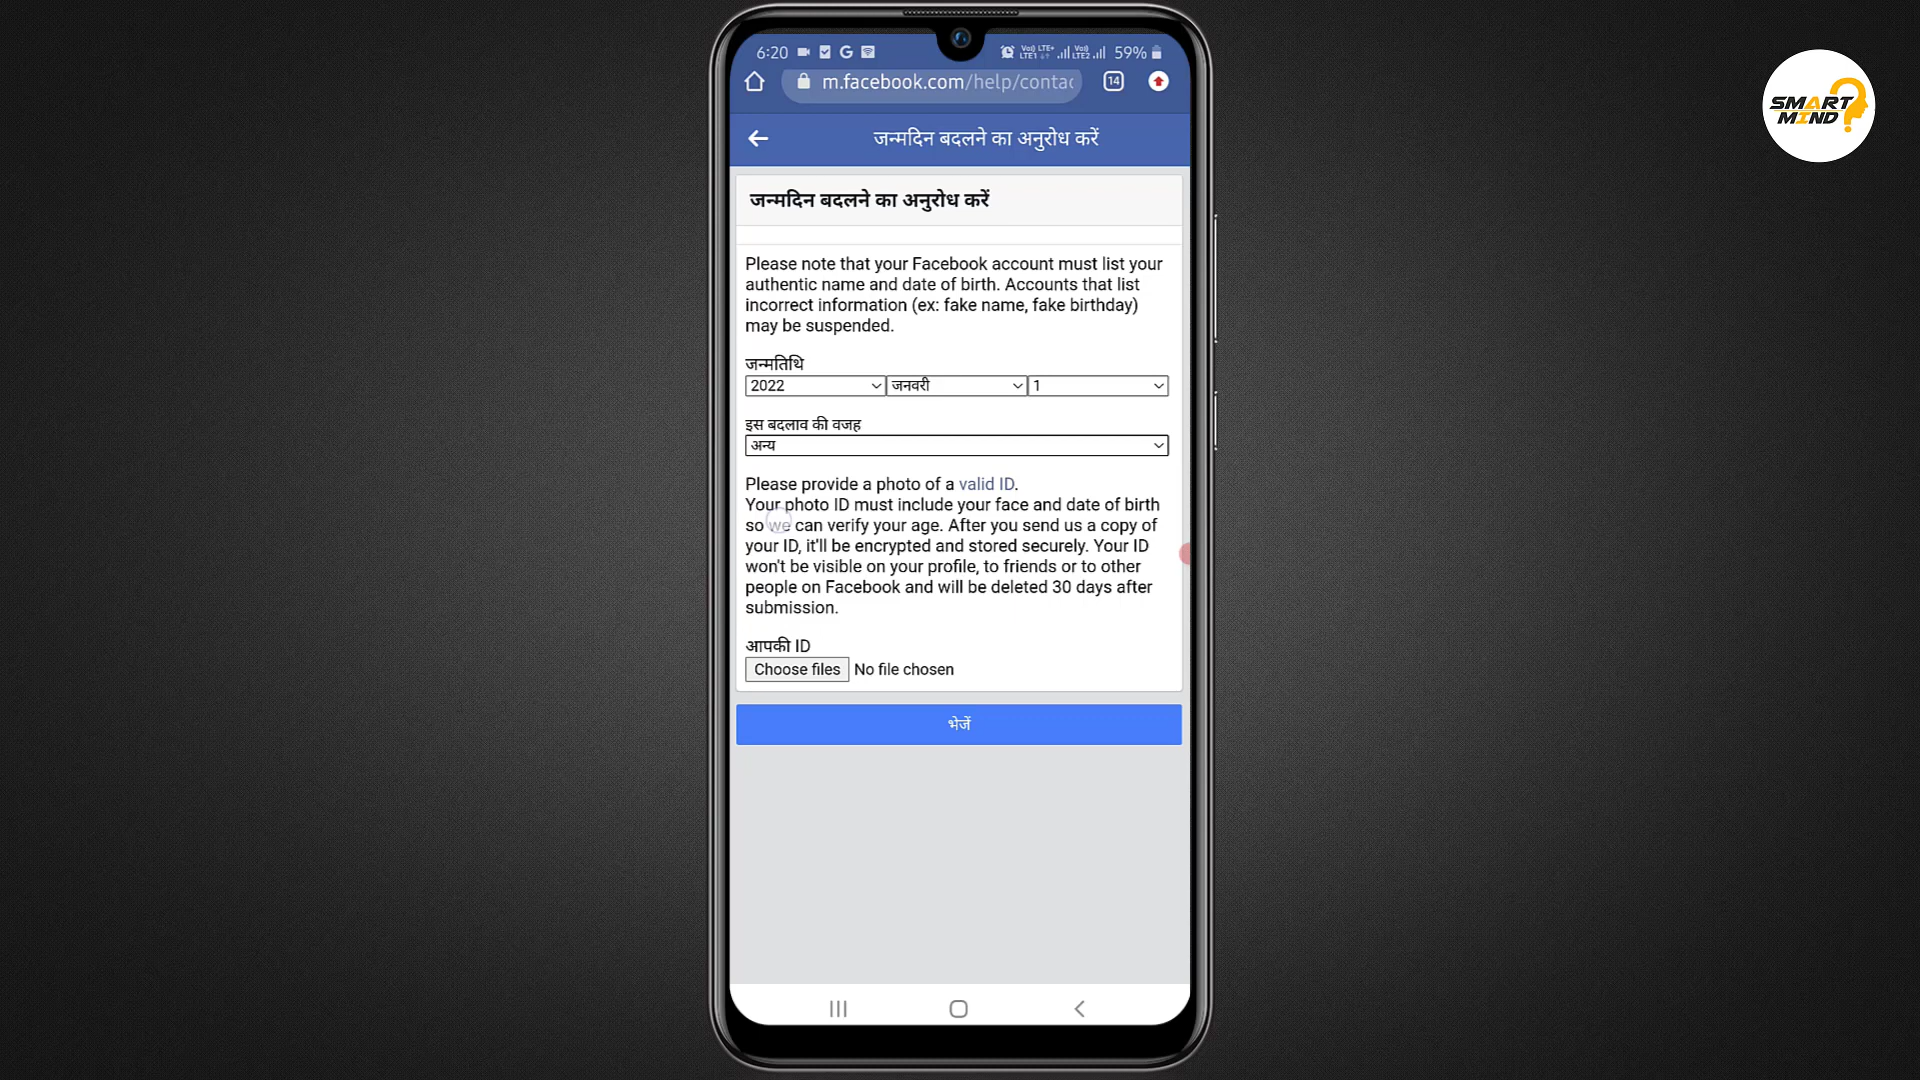 6:20
59%
m.facebook.com/help/contac
14
जन्मदिन बदलने का अनुरोध करें
जन्मदिन बदलने का अनुरोध करें
Please note that your Facebook account must list your
authentic name and date of birth. Accounts that list
incorrect information (ex: fake name, fake birthday)
may be suspended.
जन्मतिथि
2022 जनवरी 1
इस बदलाव की वजह
अन्य
Please provide a photo of a valid ID.
Your photo ID must include your face and date of birth
so we can verify your age. After you send us a copy of
your ID, it'll be encrypted and stored securely. Your ID
won't be visible on your profile, to friends or to other
people on Facebook and will be deleted 30 days after
submission.
आपकी ID
Choose files No file chosen
भेजें
SMART
MIND